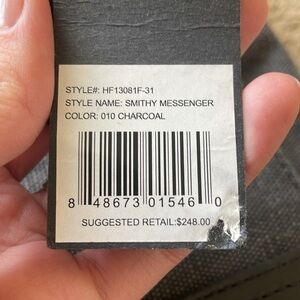 STYLE#: HF13081F-31
STYLE NAME: SMITHY MESSENGER
COLOR: 010 CHARCOAL
8 48673 01546 0
SUGGESTED RETAIL:$248.00